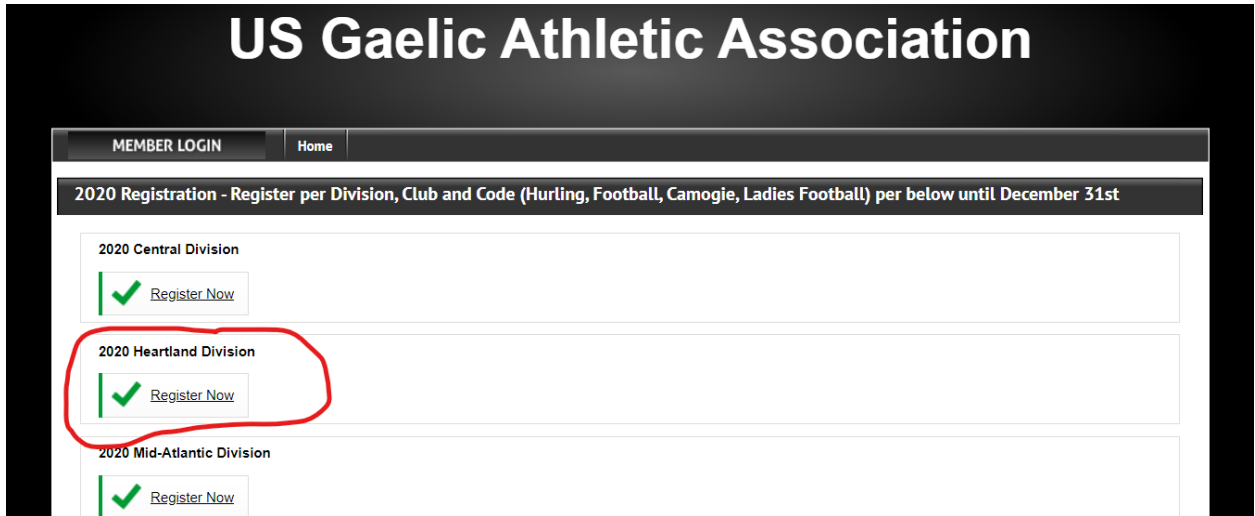 US Gaelic Athletic Association
MEMBER LOGIN Home
2020 Registration - Register per Division, Club and Code (Hurling, Football, Camogie, Ladies Football) per below until December 31st
2020 Central Division
Register Now
2020 Heartland Division
Register Now
2020 Mid-Atlantic Division
Register Now